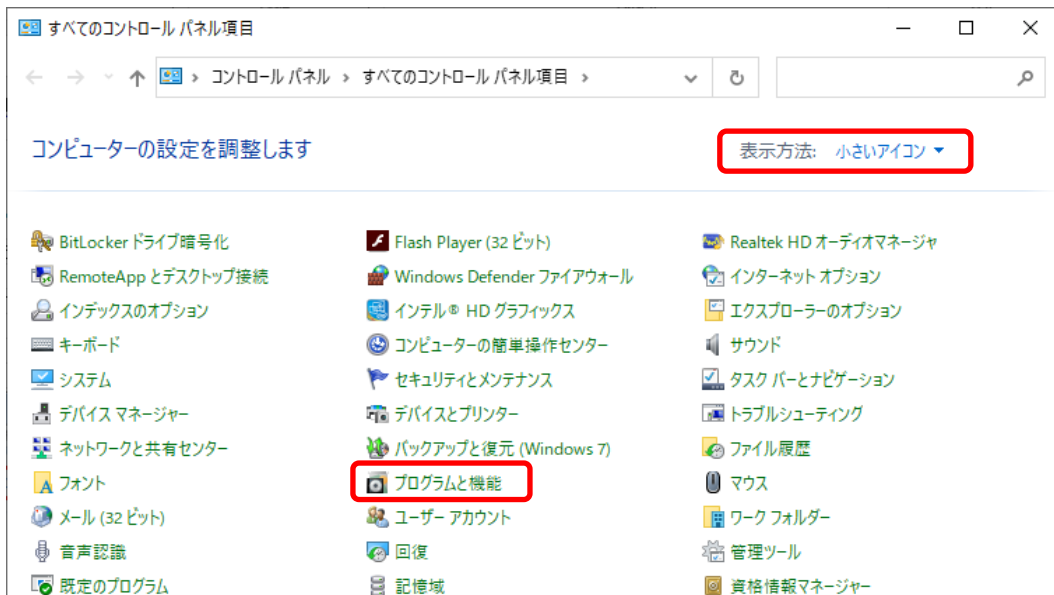 すべてのコントロール パネル項目
コントロール パネル › すべてのコントロール パネル項目 ›
コンピューターの設定を調整します 表示方法: 小さいアイコン
BitLocker ドライブ暗号化 Flash Player (32 ビット) Realtek HD オーディオマネージャ
RemoteApp とデスクトップ接続 Windows Defender ファイアウォール インターネット オプション
インデックスのオプション インテル® HD グラフィックス エクスプローラーのオプション
キーボード コンピューターの簡単操作センター サウンド
システム セキュリティとメンテナンス タスク バーとナビゲーション
デバイス マネージャー デバイスとプリンター トラブルシューティング
ネットワークと共有センター バックアップと復元 (Windows 7) ファイル履歴
フォント プログラムと機能 マウス
メール (32 ビット) ユーザー アカウント ワーク フォルダー
音声認識 回復 管理ツール
既定のプログラム 記憶域 資格情報マネージャー